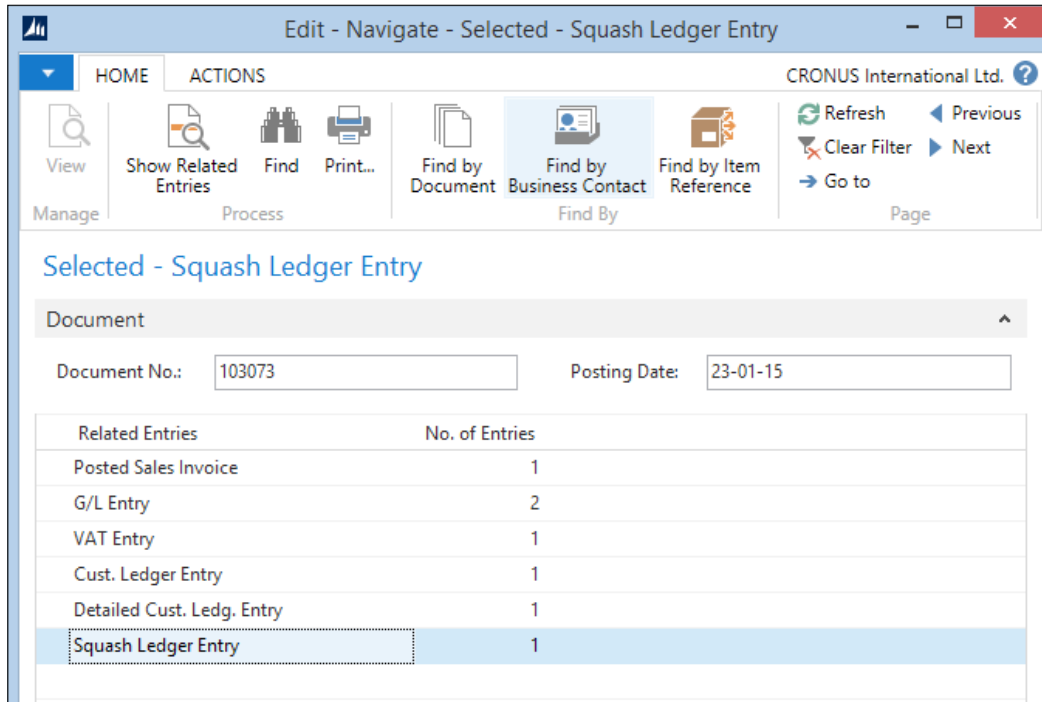 Edit - Navigate - Selected - Squash Ledger Entry
HOME ACTIONS CRONUS International Ltd. ?
View
Show Related Entries
Find
Print...
Manage
Process
Find by Document
Find by Business Contact
Find by Item Reference
Find By
Refresh Previous
Clear Filter Next
Go to
Page
Selected - Squash Ledger Entry
Document
Document No.: 103073 Posting Date: 23-01-15
Related Entries No. of Entries
Posted Sales Invoice 1
G/L Entry 2
VAT Entry 1
Cust. Ledger Entry 1
Detailed Cust. Ledg. Entry 1
Squash Ledger Entry 1